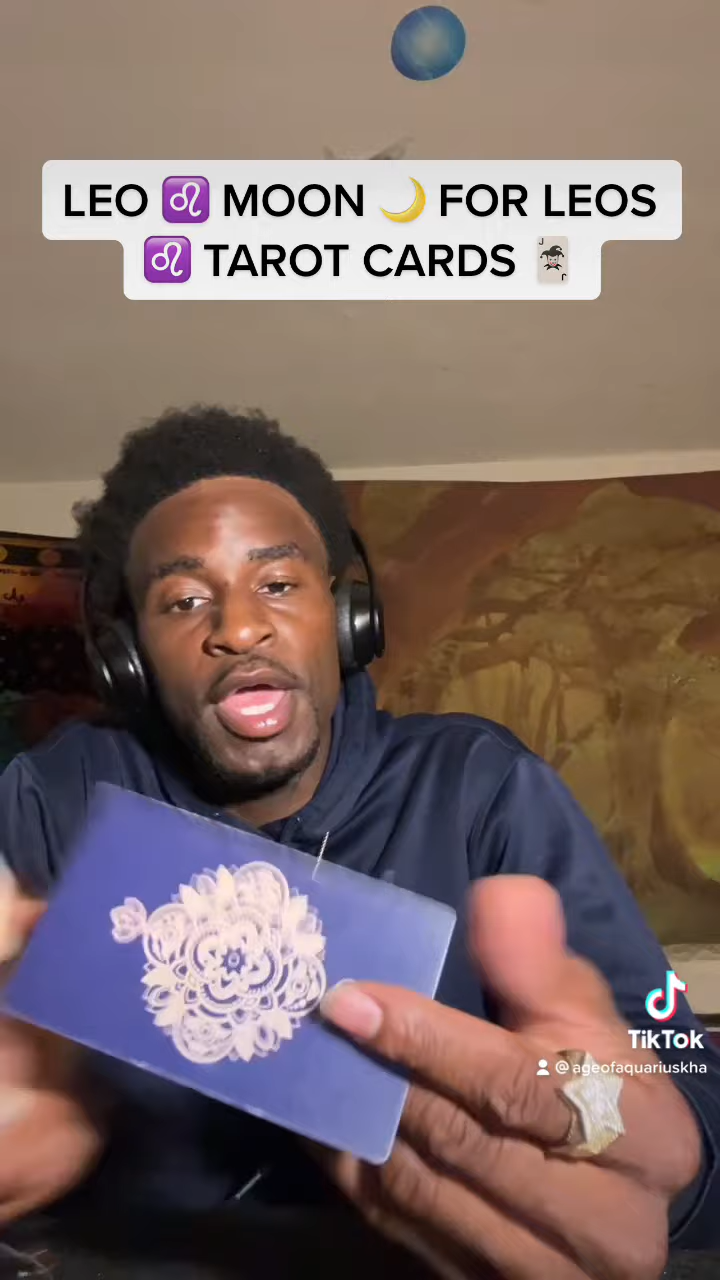 LEO ♌ MOON 🌙 FOR LEOS
♌ TAROT CARDS 🃏
TikTok
@ageofaquariuskha